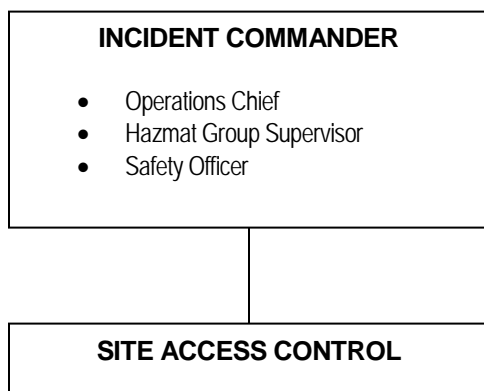 INCIDENT COMMANDER
• Operations Chief
• Hazmat Group Supervisor
• Safety Officer
SITE ACCESS CONTROL